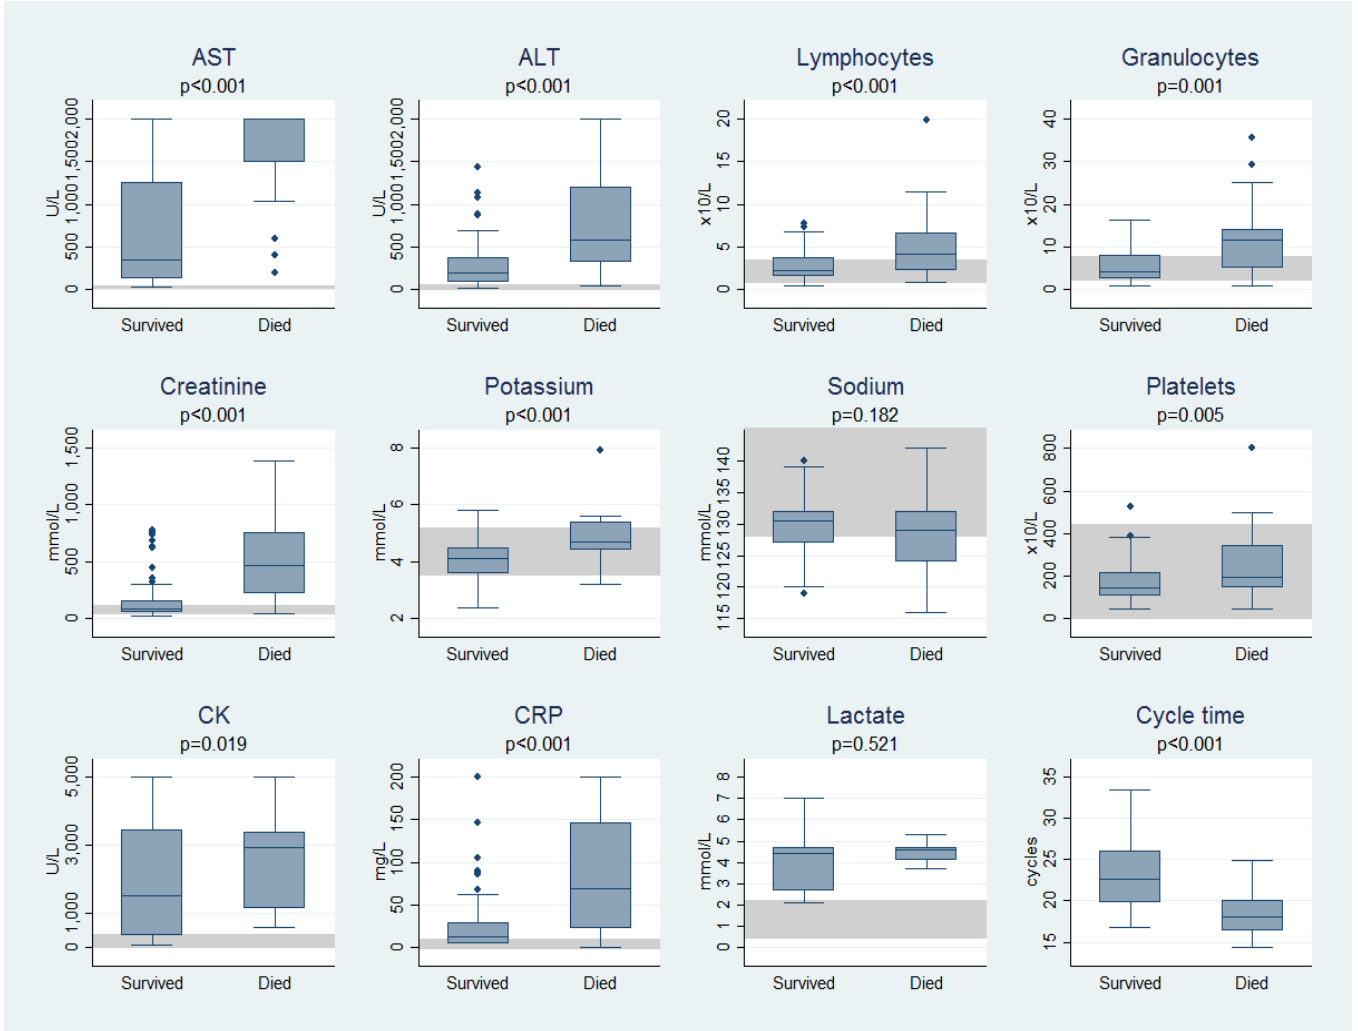 AST
p<0.001
U/L
2,000
1,500
1,000
500
0
Survived
Died
ALT
p<0.001
U/L
2,000
1,500
1,000
500
0
Survived
Died
Lymphocytes
p<0.001
x10/L
20
15
10
5
0
Survived
Died
Granulocytes
p=0.001
x10/L
40
30
20
10
0
Survived
Died
Creatinine
p<0.001
mmol/L
1,500
1,000
500
0
Survived
Died
Potassium
p<0.001
mmol/L
8
6
4
2
Survived
Died
Sodium
p=0.182
mmol/L
140
135
130
125
120
115
Survived
Died
Platelets
p=0.005
x10/L
800
600
400
200
0
Survived
Died
CK
p=0.019
U/L
5,000
3,000
1,000
0
Survived
Died
CRP
p<0.001
mg/L
200
150
100
50
0
Survived
Died
Lactate
p=0.521
mmol/L
8
7
6
5
4
3
2
1
0
Survived
Died
Cycle time
p<0.001
cycles
35
30
25
20
15
Survived
Died